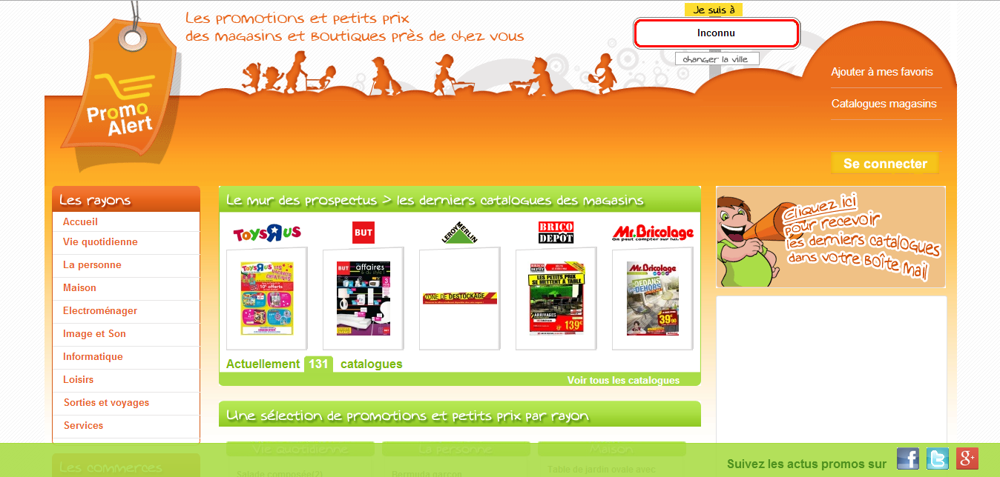 Les promotions et petits prix
des magasins et boutiques près de chez vous
Je suis à
Inconnu
changer la ville
Ajouter à mes favoris
Catalogues magasins
Se connecter
Promo
Alert
Les rayons
Accueil
Vie quotidienne
La personne
Maison
Electroménager
Image et Son
Informatique
Loisirs
Sorties et voyages
Services
Les commerces
Le mur des prospectus > les derniers catalogues des magasins
TOYS R US
BUT
LEROY MERLIN
BRICO
DEPÔT
Mr.Bricolage
On peut compter sur lui.
TOYS R US
10€ offerts
BUT affaires
& du style !
ZONE DE DESTOCKAGE
LES PETITS PRIX
SE METTENT À TABLE
ARRIVAGES
139€
Mr.Bricolage
DEDANS
DEHORS
39€90
Actuellement 131 catalogues
Voir tous les catalogues
Une sélection de promotions et petits prix par rayon
Vie quotidienne
La personne
Maison
Salade composée(2)
Bermuda garçon
Table de jardin ovale avec
Cliquez ici
pour recevoir
les derniers catalogues
dans votre boîte mail
Suivez les actus promos sur